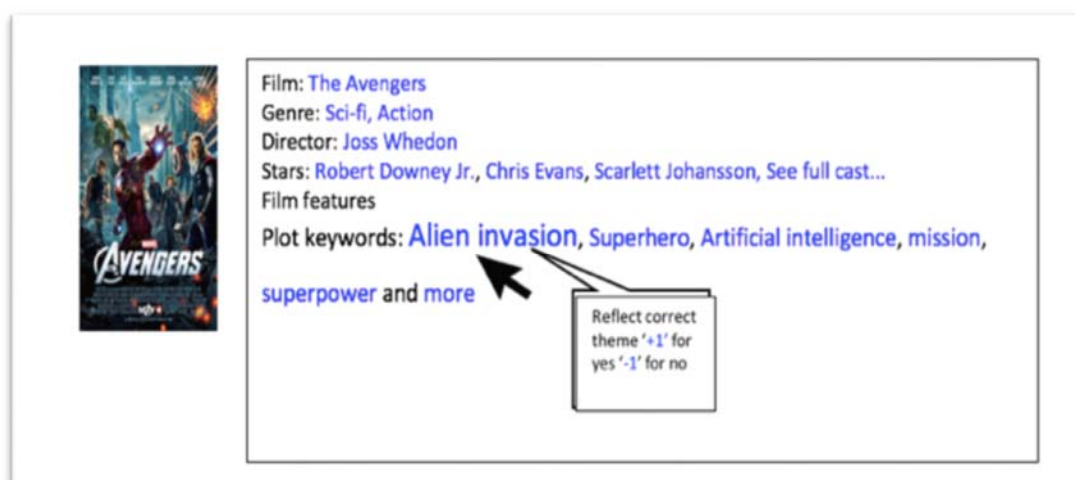 MARVEL
AVENGERS
Film: The Avengers
Genre: Sci-fi, Action
Director: Joss Whedon
Stars: Robert Downey Jr., Chris Evans, Scarlett Johansson, See full cast...
Film features
Plot keywords: Alien invasion, Superhero, Artificial intelligence, mission,
superpower and more
Reflect correct
theme ‘+1’ for
yes ‘-1’ for no